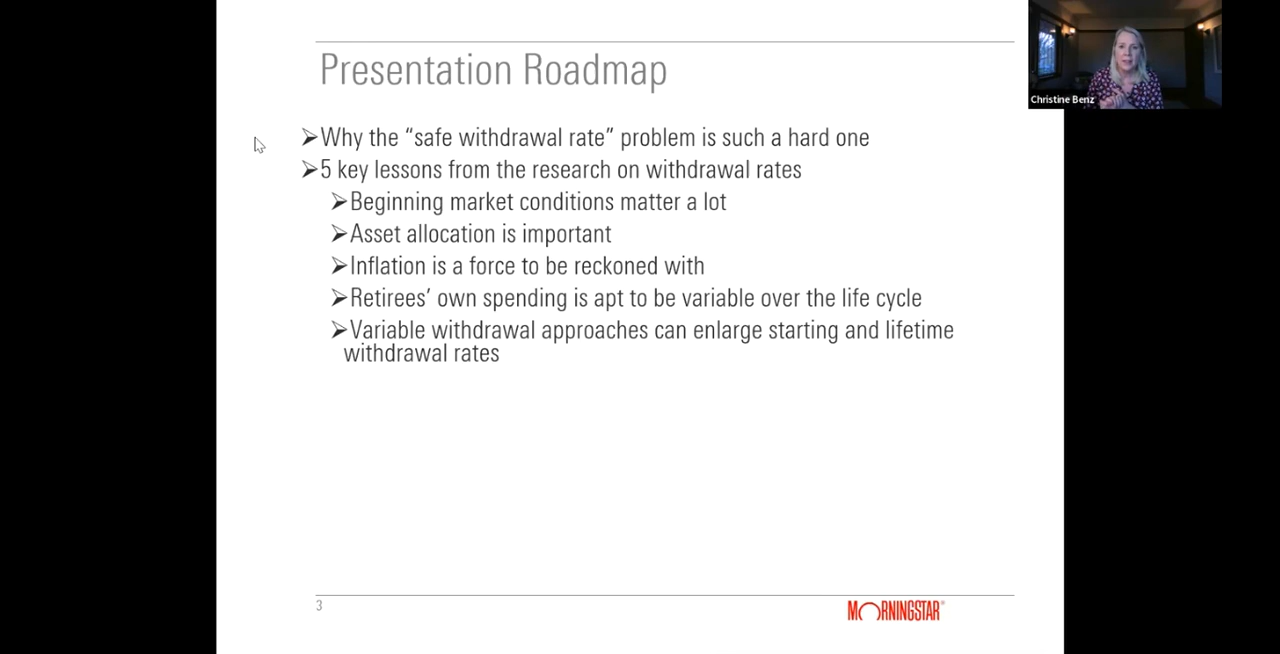 Presentation Roadmap
Christine Benz
➢Why the “safe withdrawal rate” problem is such a hard one
➢5 key lessons from the research on withdrawal rates
➢Beginning market conditions matter a lot
➢Asset allocation is important
➢Inflation is a force to be reckoned with
➢Retirees’ own spending is apt to be variable over the life cycle
➢Variable withdrawal approaches can enlarge starting and lifetime
withdrawal rates
3
MORNINGSTAR®